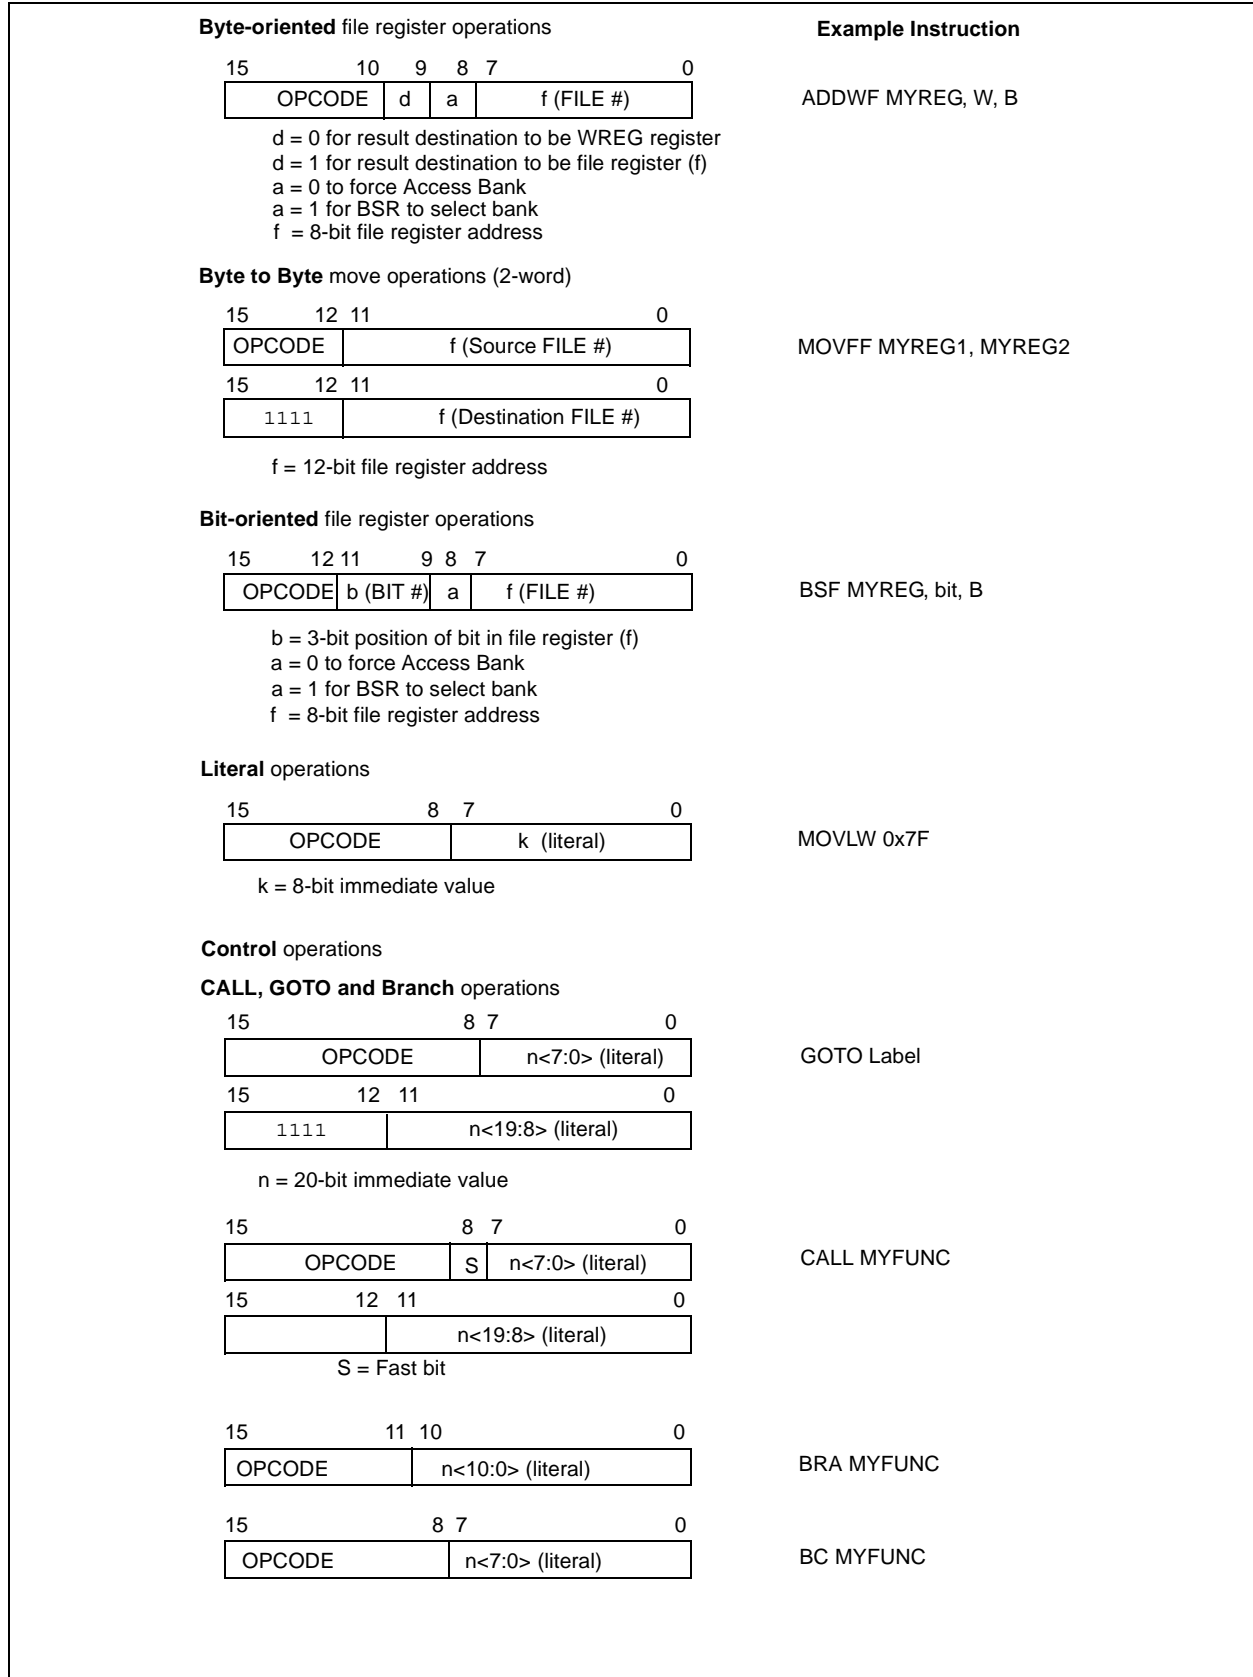 Byte-oriented file register operations Example Instruction
15 10 9 8 7 0
OPCODE d a f (FILE #) ADDWF MYREG, W, B
d = 0 for result destination to be WREG register
d = 1 for result destination to be file register (f)
a = 0 to force Access Bank
a = 1 for BSR to select bank
f = 8-bit file register address
Byte to Byte move operations (2-word)
15 12 11 0
OPCODE f (Source FILE #) MOVFF MYREG1, MYREG2
15 12 11 0
1111 f (Destination FILE #)
f = 12-bit file register address
Bit-oriented file register operations
15 12 11 9 8 7 0
OPCODE b (BIT #) a f (FILE #) BSF MYREG, bit, B
b = 3-bit position of bit in file register (f)
a = 0 to force Access Bank
a = 1 for BSR to select bank
f = 8-bit file register address
Literal operations
15 8 7 0
OPCODE k (literal) MOVLW 0x7F
k = 8-bit immediate value
Control operations
CALL, GOTO and Branch operations
15 8 7 0
OPCODE n<7:0> (literal) GOTO Label
15 12 11 0
1111 n<19:8> (literal)
n = 20-bit immediate value
15 8 7 0
OPCODE S n<7:0> (literal) CALL MYFUNC
15 12 11 0
n<19:8> (literal)
S = Fast bit
15 11 10 0
OPCODE n<10:0> (literal) BRA MYFUNC
15 8 7 0
OPCODE n<7:0> (literal) BC MYFUNC